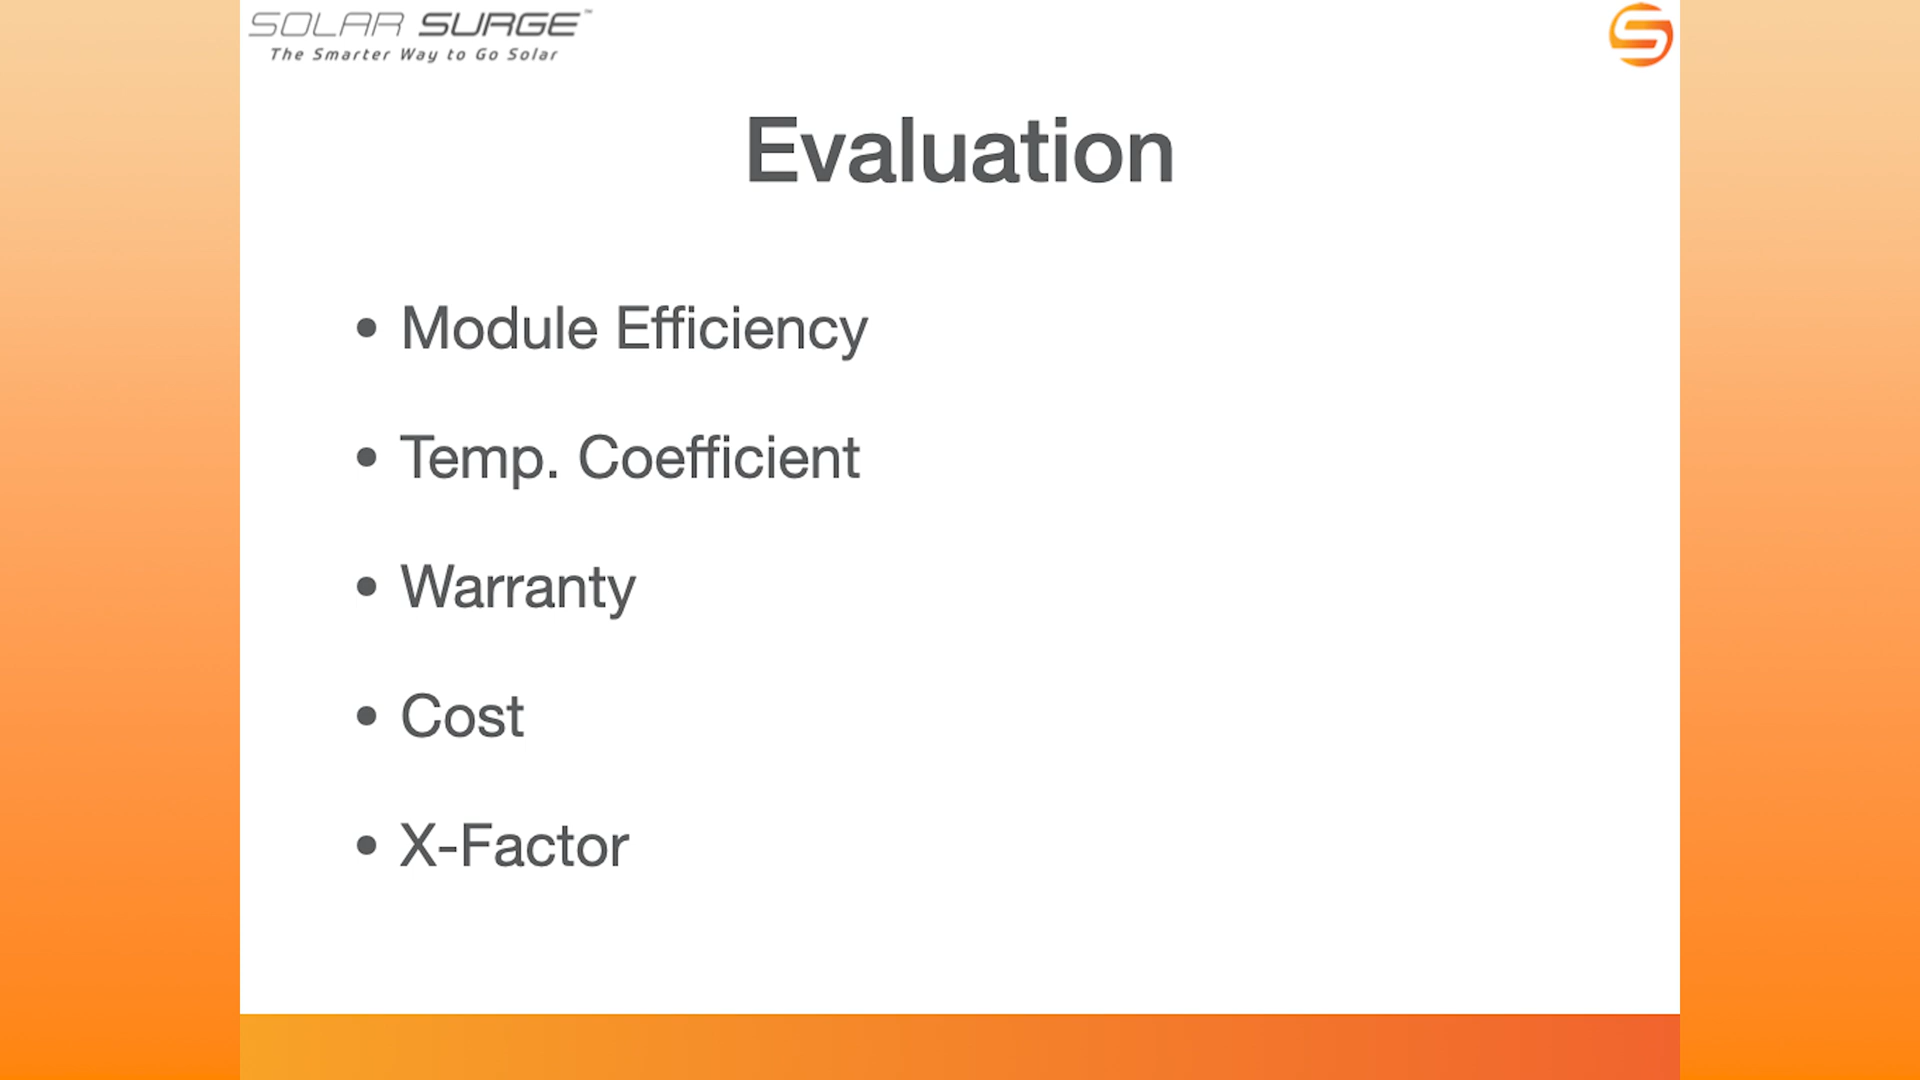 SOLAR SURGE™
The Smarter Way to Go Solar
Evaluation
• Module Efficiency
• Temp. Coefficient
• Warranty
• Cost
• X-Factor